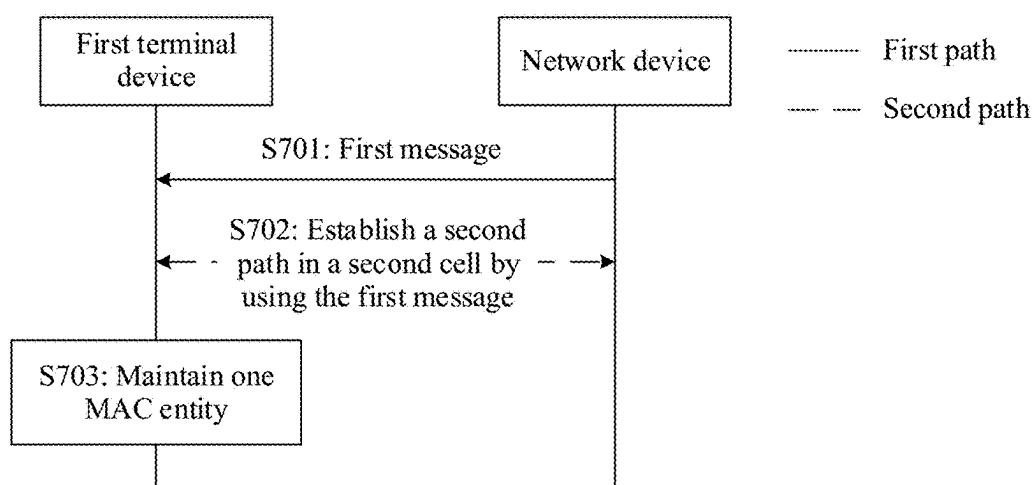 First terminal
device
Network device
First path
Second path
S701: First message
S702: Establish a second
path in a second cell by
using the first message
S703: Maintain one
MAC entity